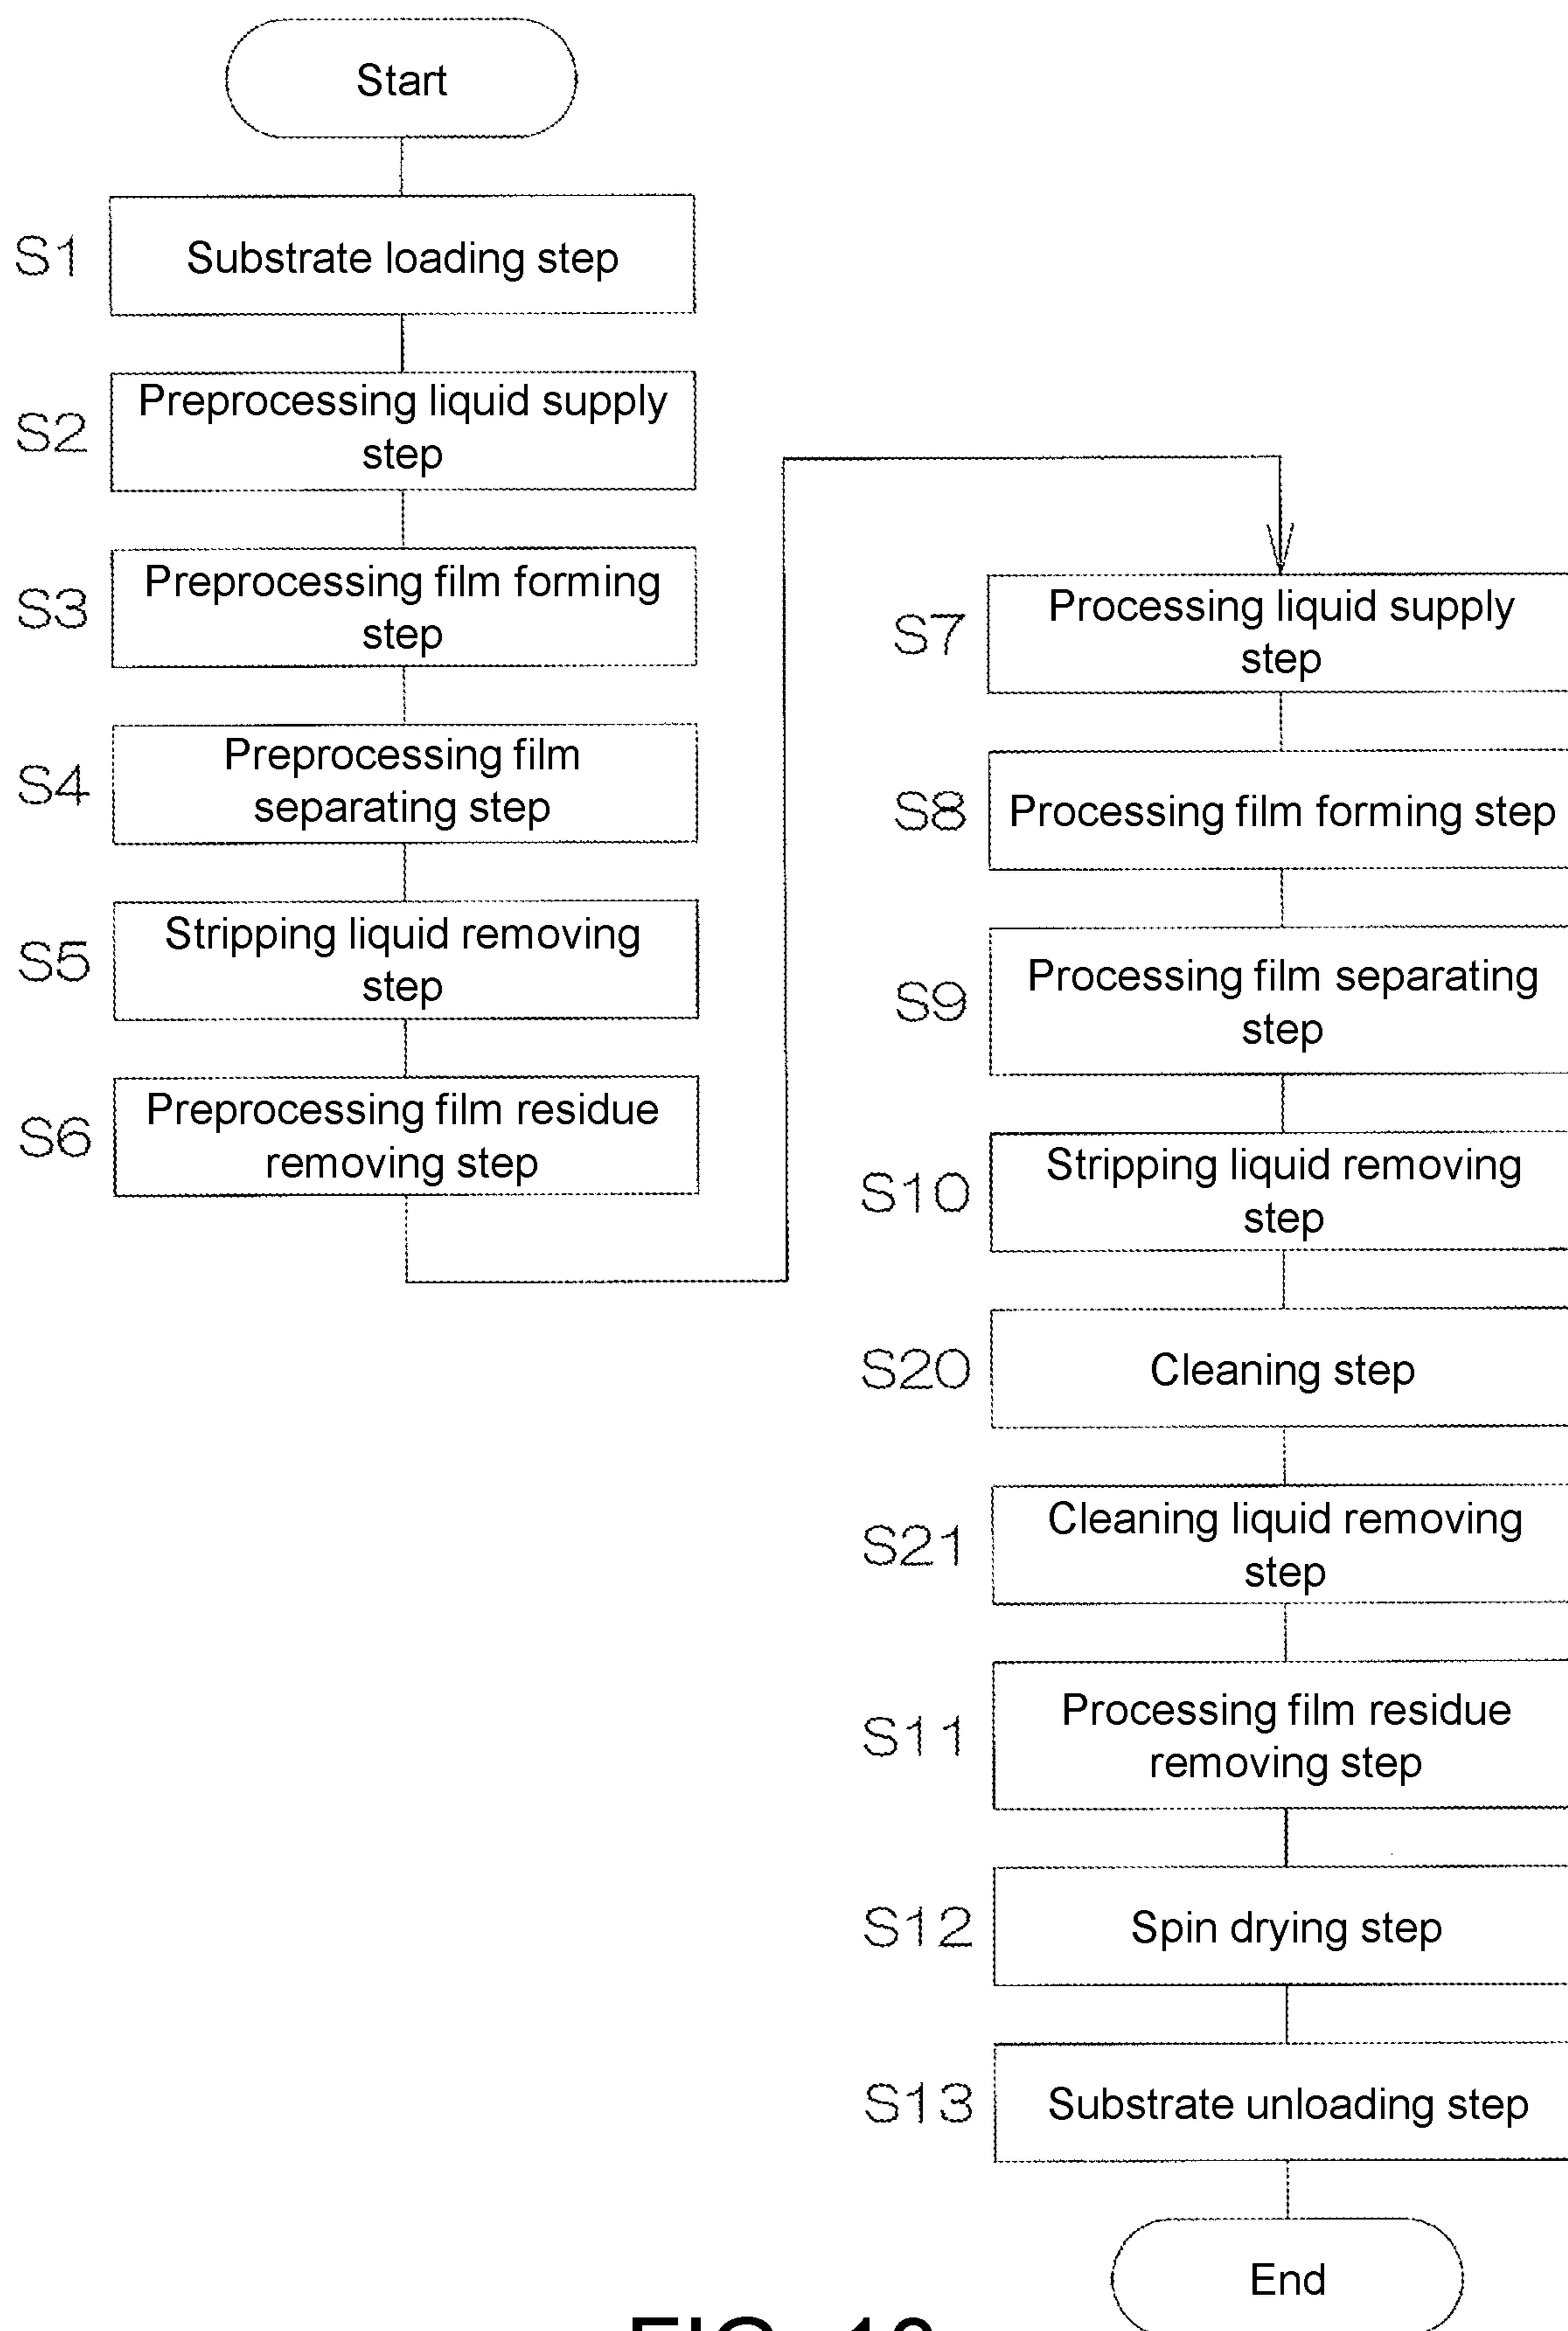 Start
S1
Substrate loading step
S2
Preprocessing liquid supply
step
S3
Preprocessing film forming
step
S4
Preprocessing film
separating step
S5
Stripping liquid removing
step
S6
Preprocessing film residue
removing step
S7
Processing liquid supply
step
S8
Processing film forming step
S9
Processing film separating
step
S10
Stripping liquid removing
step
S20
Cleaning step
S21
Cleaning liquid removing
step
S11
Processing film residue
removing step
S12
Spin drying step
S13
Substrate unloading step
End
FIG.